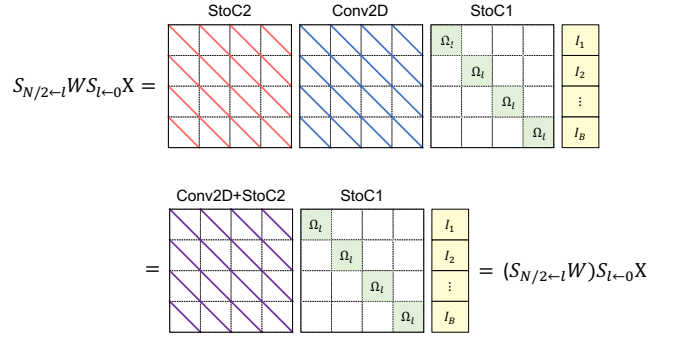 StoC2 Conv2D StoC1
S_{N/2←l}WS_{l←0}X =
Ω_l I_1
Ω_l I_2
Ω_l ⋮
Ω_l I_B
Conv2D+StoC2 StoC1
Ω_l I_1
= Ω_l I_2 = (S_{N/2←l}W)S_{l←0}X
Ω_l ⋮
Ω_l I_B